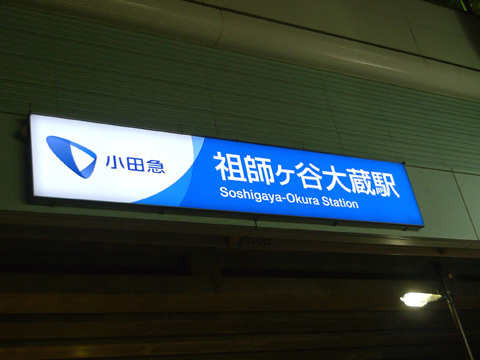 小田急
祖師ヶ谷大蔵駅
Soshigaya-Okura Station